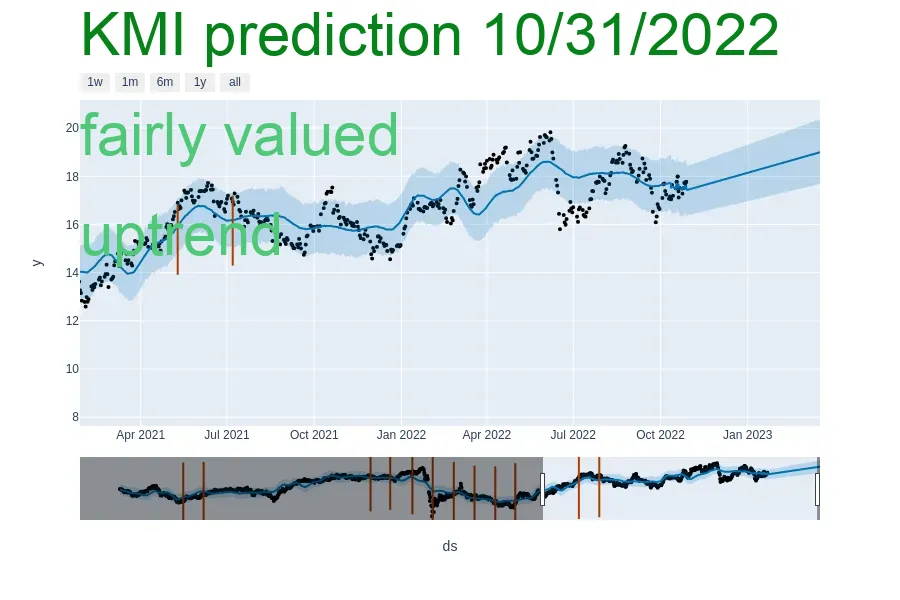 KMI prediction 10/31/2022
1w 1m 6m 1y all
fairly valued
uptrend
20
18
16
14
12
10
8
y
Apr 2021 Jul 2021 Oct 2021 Jan 2022 Apr 2022 Jul 2022 Oct 2022 Jan 2023
ds